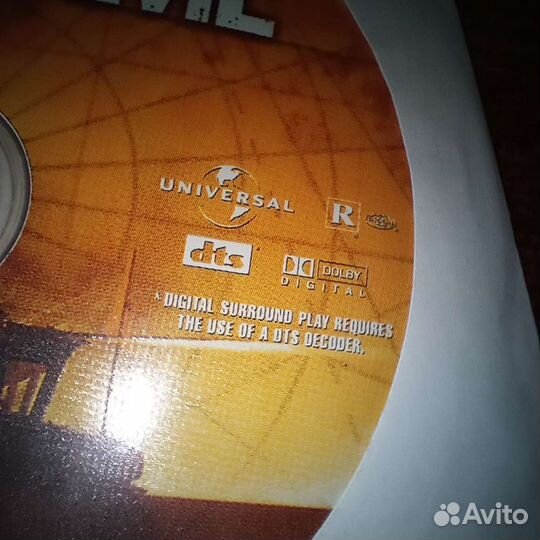 UNIVERSAL
R
dts
DOLBY
DIGITAL
* DIGITAL SURROUND PLAY REQUIRES
THE USE OF A DTS DECODER.
Avito